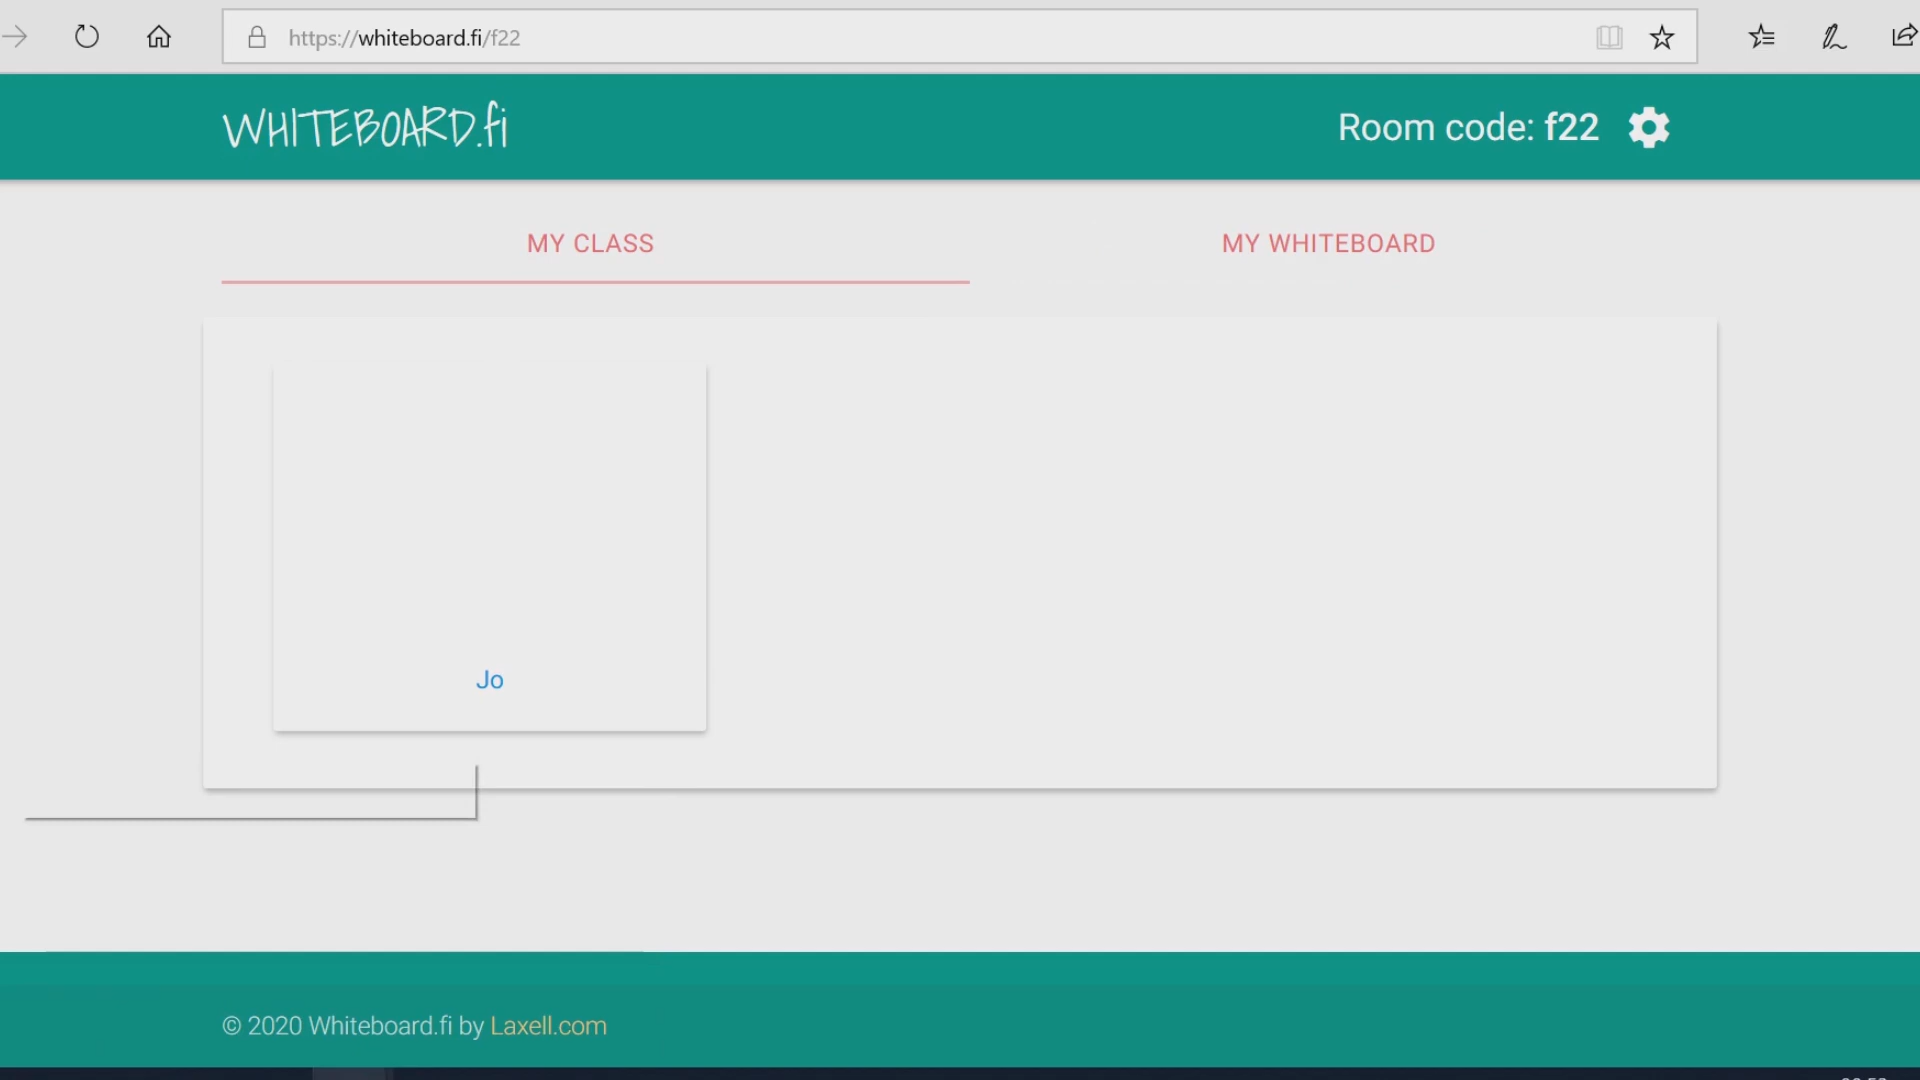 https://whiteboard.fi/f22
WHITEBOARD.fi
Room code: f22
MY CLASS
MY WHITEBOARD
Jo
© 2020 Whiteboard.fi by Laxell.com